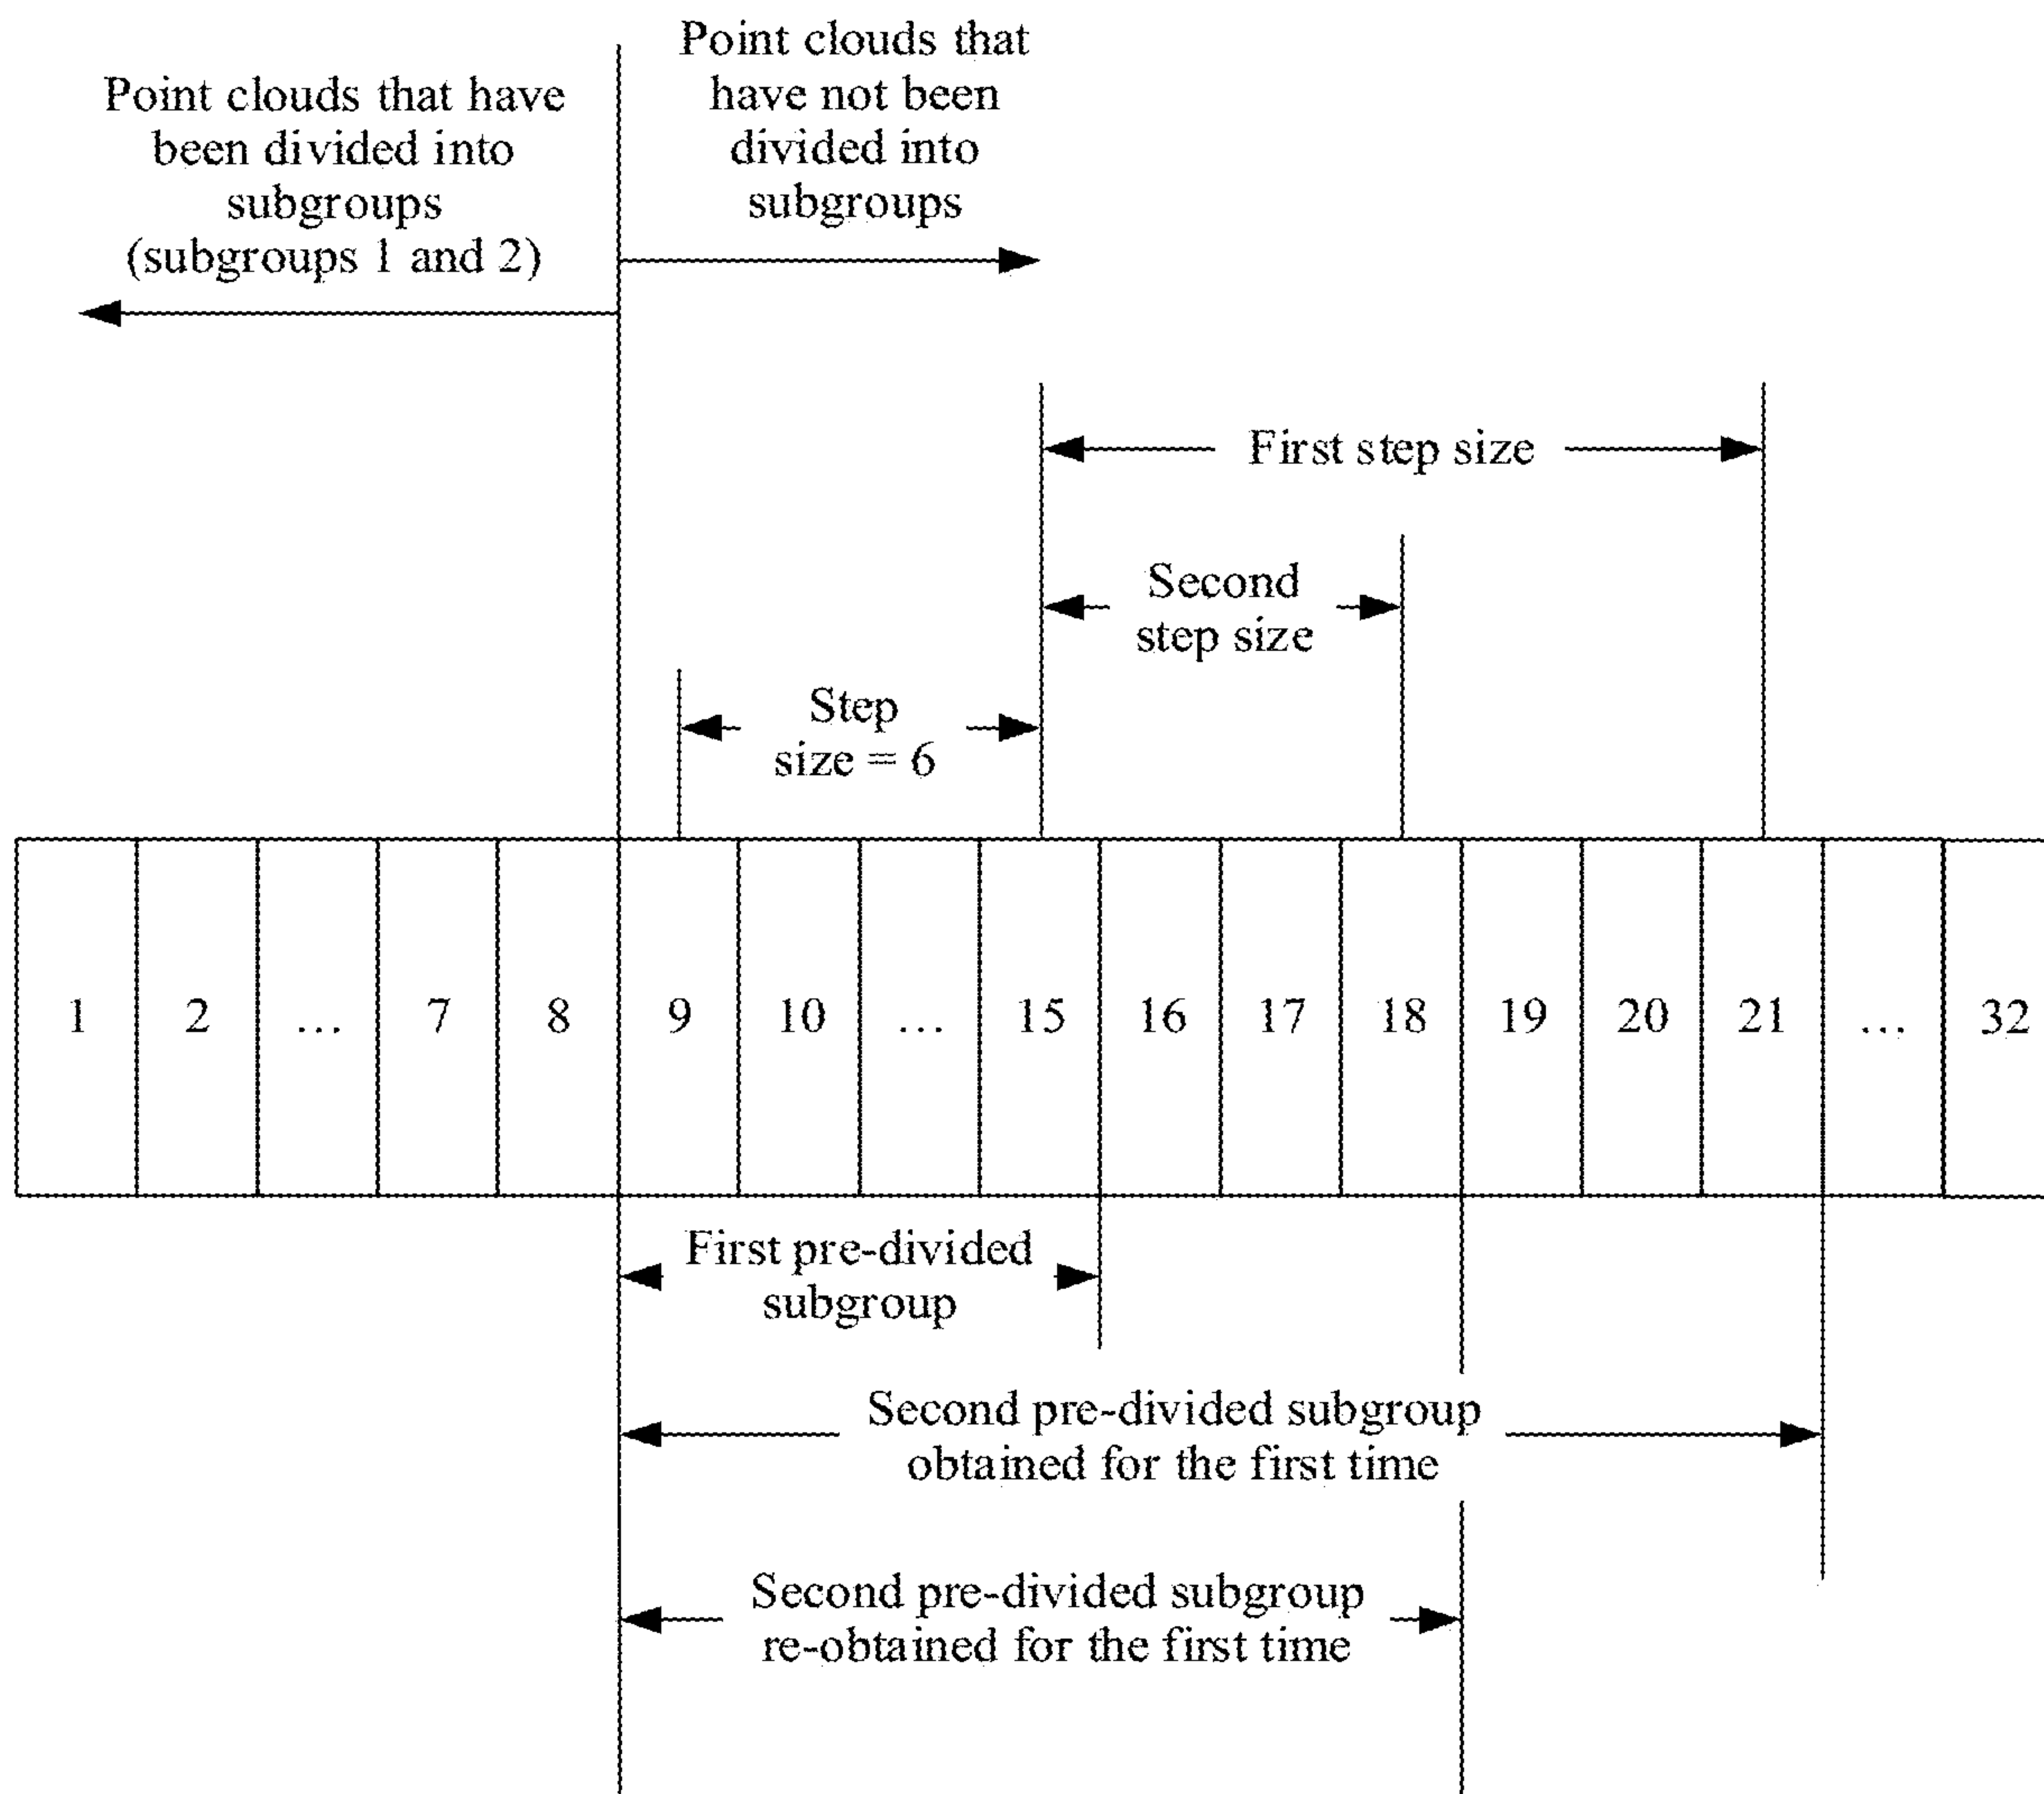 Point clouds that have
been divided into
subgroups
(subgroups 1 and 2)
Point clouds that
have not been
divided into
subgroups
First step size
Second
step size
Step
size = 6
1 2 ... 7 8 9 10 ... 15 16 17 18 19 20 21 ... 32
First pre-divided
subgroup
Second pre-divided subgroup
obtained for the first time
Second pre-divided subgroup
re-obtained for the first time